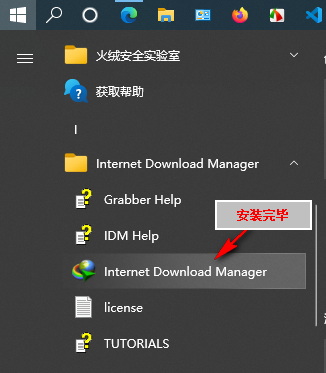 火绒安全实验室
获取帮助
I
Internet Download Manager
Grabber Help
安装完毕
IDM Help
Internet Download Manager
license
TUTORIALS